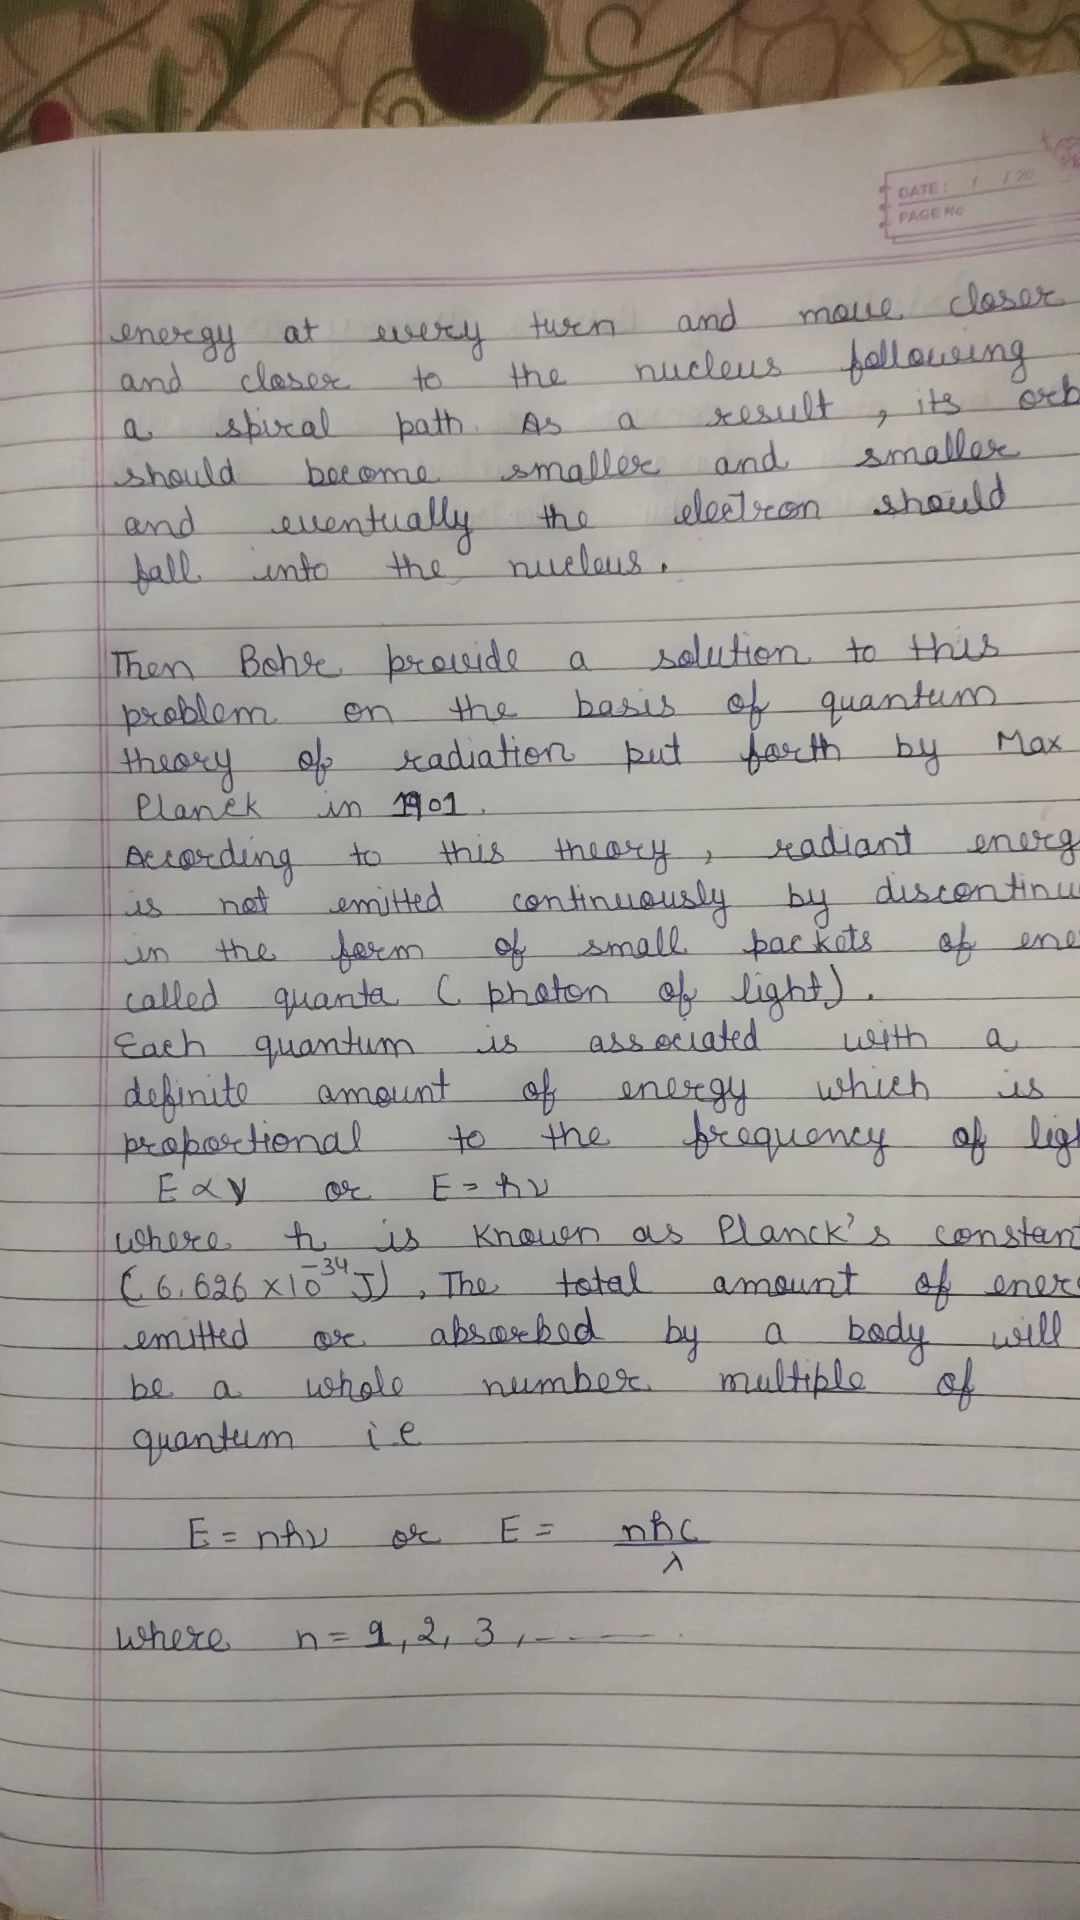 DATE: / /20
PAGE No
energy at every turn and move closer
and closer to the nucleus following
a spiral path. As a result, its orb
should become smaller and smaller
and eventually the electron should
fall into the nucleus.
Then Bohr provide a solution to this
problem on the basis of quantum
theory of radiation put forth by Max
Planck in 1901.
According to this theory, radiant energ
is not emitted continuously by discontinu
in the form of small packets of ene
called quanta ( photon of light).
Each quantum is associated with a
definite amount of energy which is
proportional to the frequency of lig
E ∝ ν or E = hν
where h is known as Planck's constan
(6.626 × 10⁻³⁴ J). The total amount of ener
emitted or absorbed by a body will
be a whole number multiple of
quantum i e
E = nhν or E = nhc/λ
where n = 1, 2, 3, -----